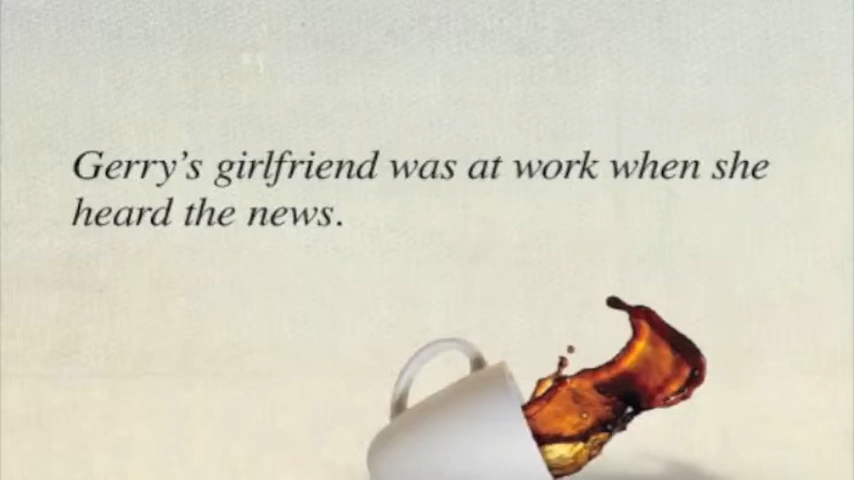 Gerry’s girlfriend was at work when she
heard the news.